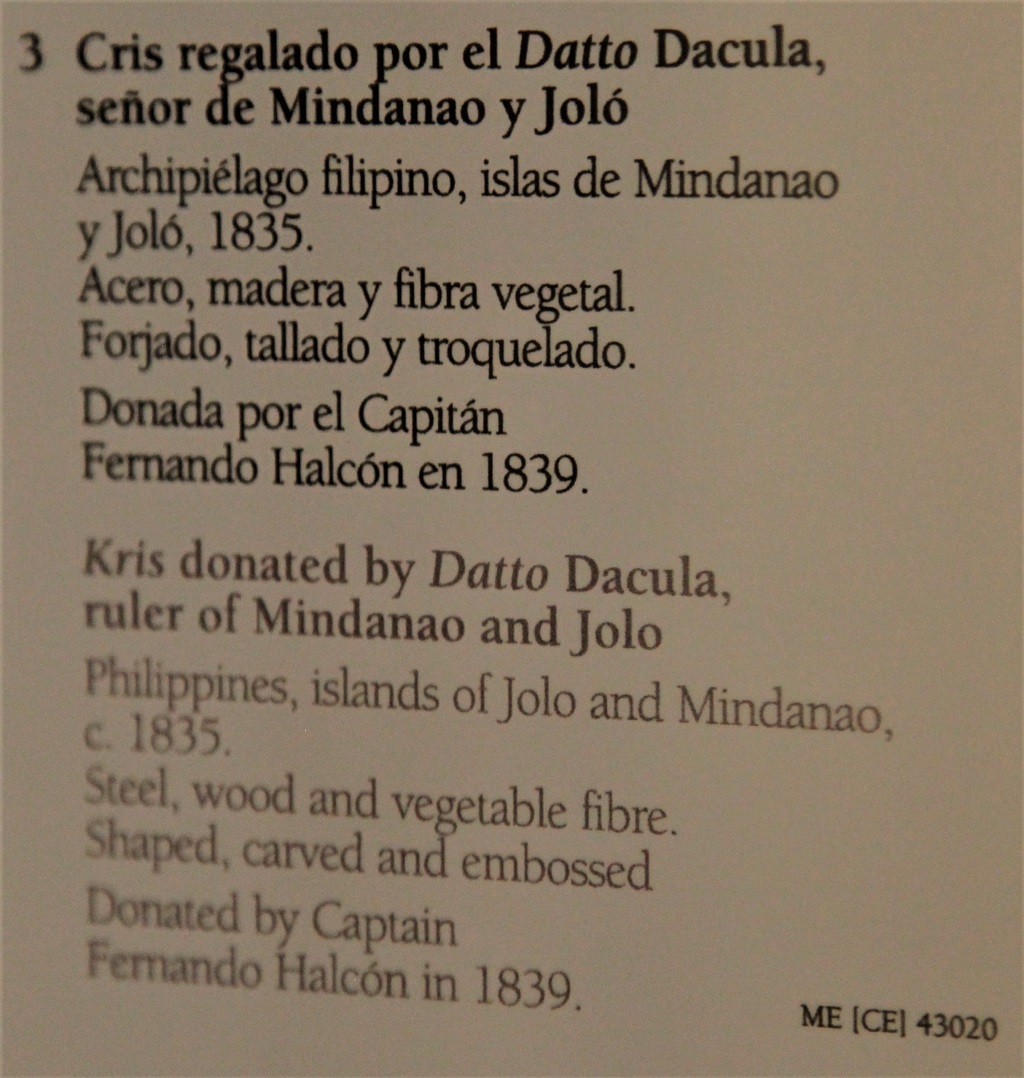 3 Cris regalado por el Datto Dacula,
señor de Mindanao y Joló
Archipiélago filipino, islas de Mindanao
y Joló, 1835.
Acero, madera y fibra vegetal.
Forjado, tallado y troquelado.
Donada por el Capitán
Fernando Halcón en 1839.
Kris donated by Datto Dacula,
ruler of Mindanao and Jolo
Philippines, islands of Jolo and Mindanao,
c. 1835.
Steel, wood and vegetable fibre.
Shaped, carved and embossed
Donated by Captain
Fernando Halcón in 1839.
ME [CE] 43020